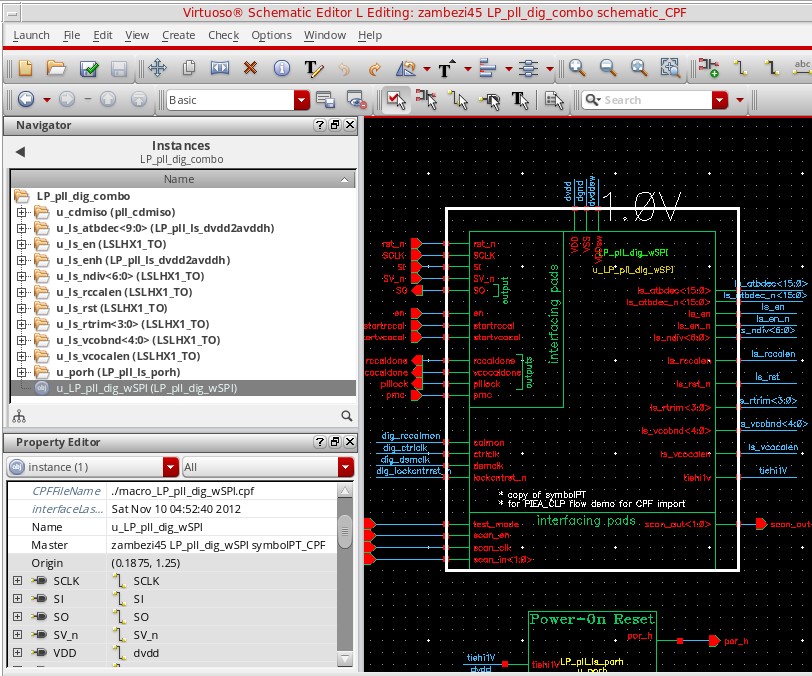 Virtuoso® Schematic Editor L Editing: zambezi45 LP_pll_dig_combo schematic_CPF
Launch File Edit View Create Check Options Window Help
abc
Basic
Search
Navigator
Instances
LP_pll_dig_combo
Name
LP_pll_dig_combo
u_cdmiso (pll_cdmiso)
u_ls_atbdec<9:0> (LP_pll_ls_dvdd2avddh)
u_ls_en (LSLHX1_TO)
u_ls_enh (LP_pll_ls_dvdd2avddh)
u_ls_ndiv<6:0> (LSLHX1_TO)
u_ls_rccalen (LSLHX1_TO)
u_ls_rst (LSLHX1_TO)
u_ls_rtrim<3:0> (LSLHX1_TO)
u_ls_vcobnd<4:0> (LSLHX1_TO)
u_ls_vcocalen (LSLHX1_TO)
u_porh (LP_pll_ls_porh)
u_LP_pll_dig_wSPI (LP_pll_dig_wSPI)
Property Editor
instance (1) All
CPFFileName ./macro_LP_pll_dig_wSPI.cpf
interfaceLas... Sat Nov 10 04:52:40 2012
Name u_LP_pll_dig_wSPI
Master zambezi45 LP_pll_dig_wSPI symbolPT_CPF
Origin (0.1875, 1.25)
SCLK SCLK
SI SI
SO SO
SV_n SV_n
VDD dvdd
dvdd
dgnd
dvddsw
1.0V
VDD
VSS
LP_pll_dig_wSPI
u_LP_pll_dig_wSPI
rst_n rst_n
SCLK SCLK
SI SI
SV_n SV_n
SO SO
output
interfacing pads
en en
startrccal startrccal
startvcocal
rccaldone rccaldone
vcocaldone
plllock plllock
pmc pmc
outputs
ls_atbdec<15:0> ls_atbdec<15:0>
ls_atbdec_n<15:0> ls_atbdec_n<15:0>
ls_en ls_en
ls_en_n ls_en_n
ls_ndiv<6:0> s_ndiv<6:0>
ls_rccalen ls_rccalen
ls_rst_n ls_rst
ls_rtrim<3:0> ls_rtrim<3:0>
ls_vcobnd<4:0> ls_vcobnd<4:0>
ls_vcocalen ls_vcocalen
tiehi1v tiehi1V
dig_rccalmon calmon
dig_ctrlclk ctrlclk
dig_dsmclk dsmclk
dig_lockcntrrst_n lockcntrst_n
* copy of symbolPT
* for PIEA_CLP flow demo for CPF import
interfacing pads
test_mode
scan_en
scan_clk
scan_in<1:0>
scan_out<1:0> scan_out
Power-On Reset
por_h por_h
tiehi1V tiehi1V
dvdd
LP_pll_ls_porh
u_porh